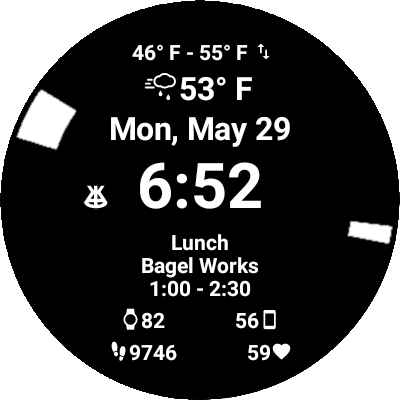 46° F - 55° F
53° F
Mon, May 29
6:52
Lunch
Bagel Works
1:00 - 2:30
82 56
9746 59